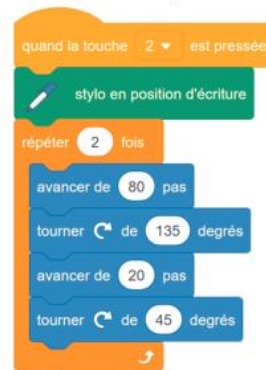 quand la touche 2 est pressée
stylo en position d'écriture
répéter 2 fois
avancer de 80 pas
tourner de 135 degrés
avancer de 20 pas
tourner de 45 degrés